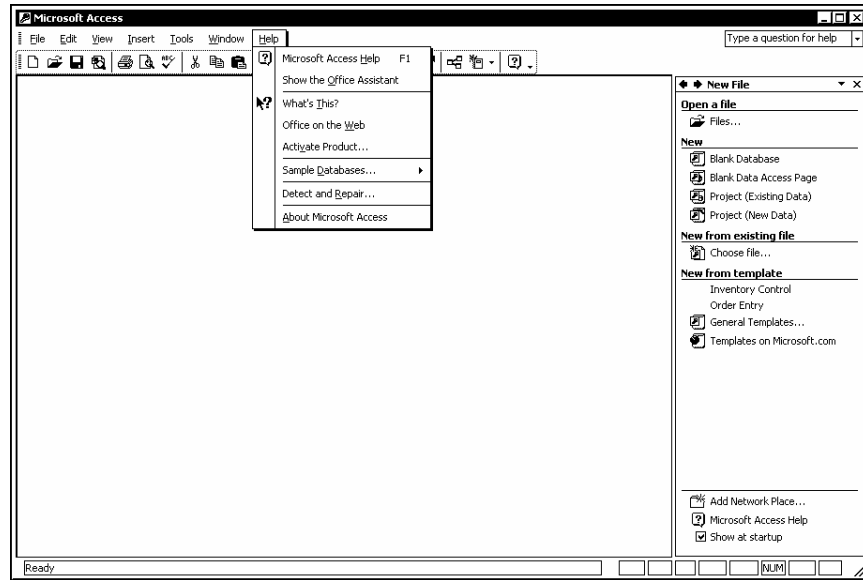 Microsoft Access
File Edit View Insert Tools Window Help
Type a question for help
Microsoft Access Help F1
Show the Office Assistant
What's This?
Office on the Web
Activate Product...
Sample Databases...
Detect and Repair...
About Microsoft Access
New File
Open a file
Files...
New
Blank Database
Blank Data Access Page
Project (Existing Data)
Project (New Data)
New from existing file
Choose file...
New from template
Inventory Control
Order Entry
General Templates...
Templates on Microsoft.com
Add Network Place...
Microsoft Access Help
Show at startup
Ready
NUM